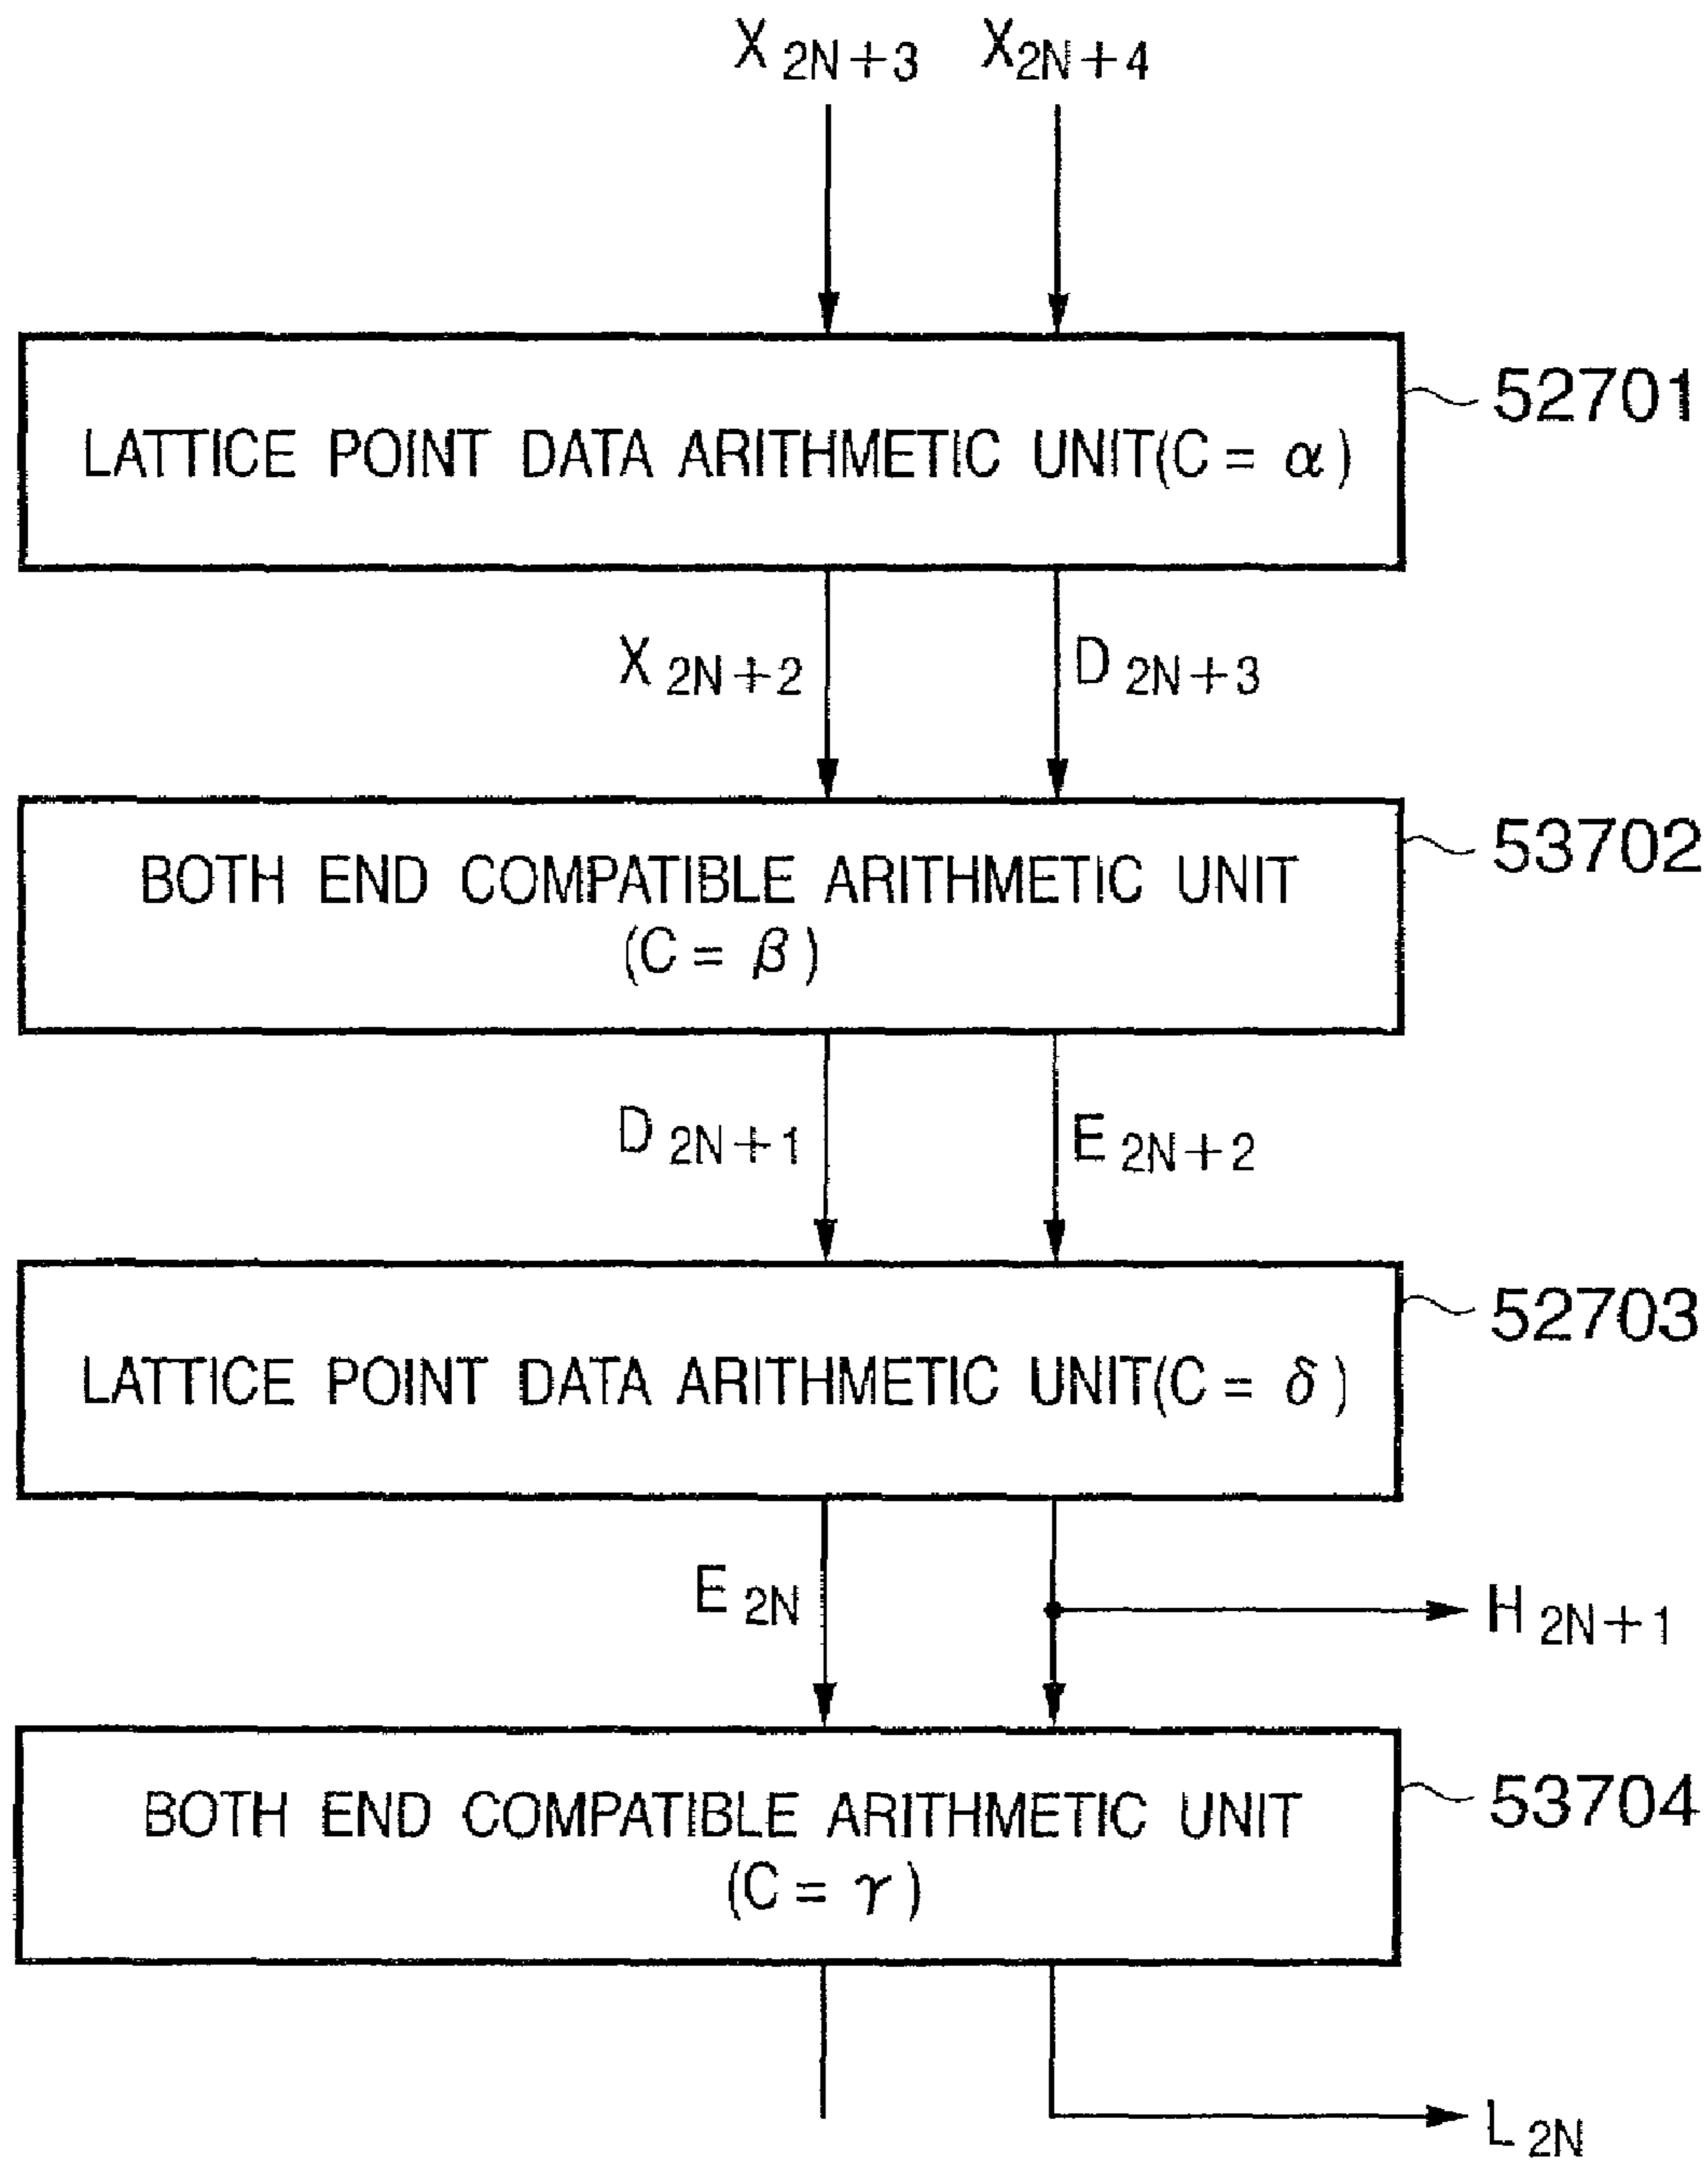 X 2N+3 X2N+4
52701
LATTICE POINT DATA ARITHMETIC UNIT(C = α)
X 2N+2 D 2N+3
53702
BOTH END COMPATIBLE ARITHMETIC UNIT
(C = β)
D 2N+1 E 2N+2
52703
LATTICE POINT DATA ARITHMETIC UNIT(C = δ)
E 2N H 2N+1
53704
BOTH END COMPATIBLE ARITHMETIC UNIT
(C = γ)
L 2N